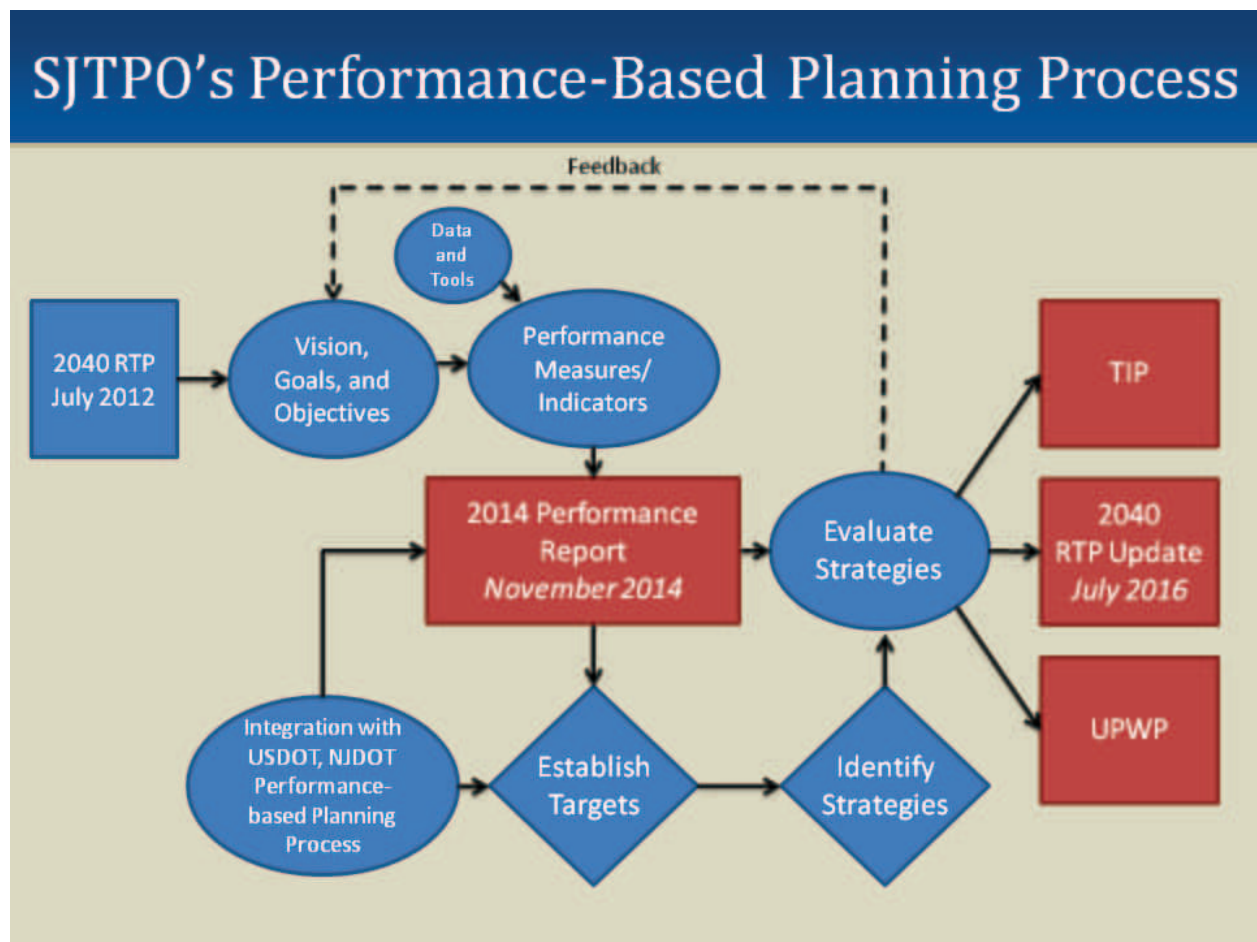 SJTPO's Performance-Based Planning Process
Feedback
Data
and
Tools
2040 RTP
July 2012
Vision,
Goals, and
Objectives
Performance
Measures/
Indicators
TIP
2014 Performance
Report
November 2014
Evaluate
Strategies
2040
RTP Update
July 2016
Integration with
USDOT, NJDOT
Performance-
based Planning
Process
Establish
Targets
Identify
Strategies
UPWP